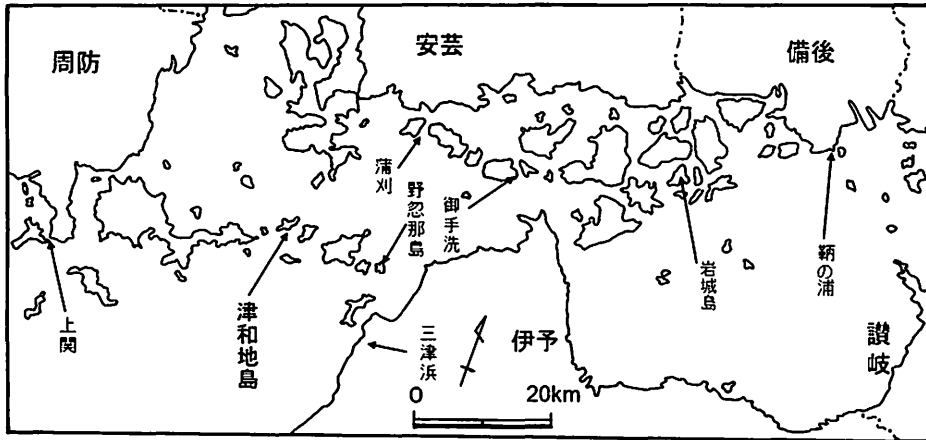 周防
安芸
備後
蒲刈
野忽那島
御手洗
岩城島
鞆の浦
上関
津和地島
三津浜
伊予
讃岐
0 20km